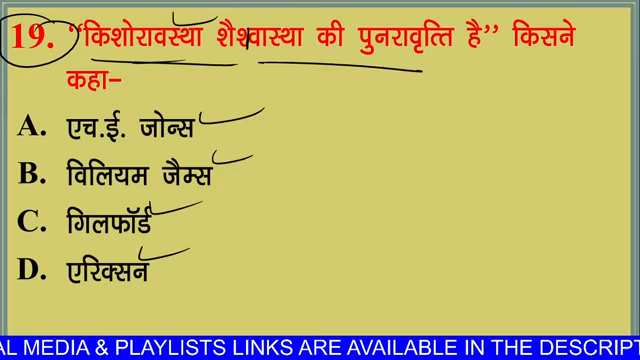 19. “किशोरावस्था शैश्वास्था की पुनरावृत्ति है” किसने
कहा–
A. एच.ई. जोन्स
B. विलियम जैम्स
C. गिलफॉर्ड
D. एरिक्सन
AL MEDIA & PLAYLISTS LINKS ARE AVAILABLE IN THE DESCRIPT